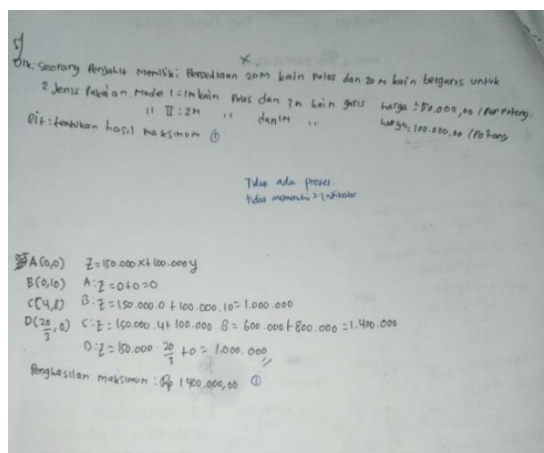 5)
Dik: Seorang Penjahit Memiliki Persediaan 20M kain Polos dan 20 M kain bergaris untuk
2 Jenis Pakaian. Model I = 1M kain Polos dan 3M kain garis harga = 150.000,00 / Per Potong.
" II : 2M " dan 1M " harga = 100.000,00 / Potong
Dit : tentukan hasil maksimum ①
Tidak ada proses.
tidak memenuhi 2 Indikator
A(0,0) Z = 150.000 x + 100.000 y
B(0,10) A : Z = 0 + 0 = 0
C(4,8) B : Z = 150.000.0 + 100.000.10 = 1.000.000
D(20/3,0) C : Z = 150.000.4 + 100.000 8 = 600.000 + 800.000 = 1.400.000
D : Z = 150.000 20/3 + 0 = 1.000.000 //
Penghasilan maksimum : Rp 1 400.000,00 ①